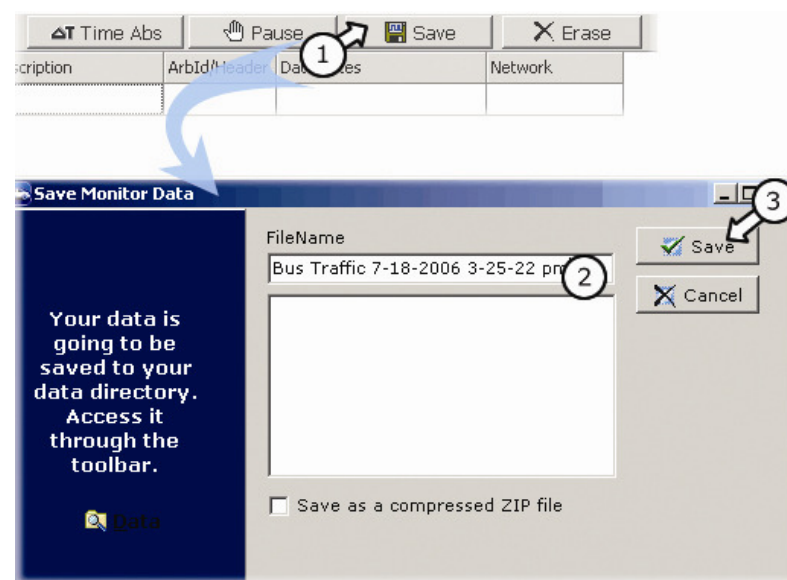 ΔT Time Abs Pause Save Erase
1
scription ArbId/Header Network
Save Monitor Data
3
FileName
Save
Bus Traffic 7-18-2006 3-25-22 pm
2
Cancel
Your data is
going to be
saved to your
data directory.
Access it
through the
toolbar.
Save as a compressed ZIP file
Data